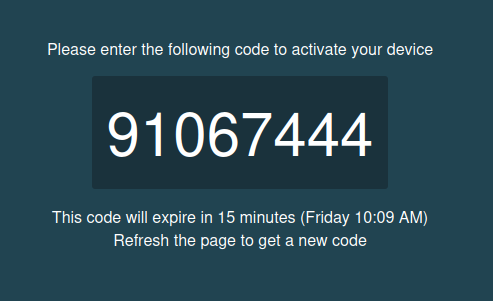 Please enter the following code to activate your device
91067444
This code will expire in 15 minutes (Friday 10:09 AM)
Refresh the page to get a new code